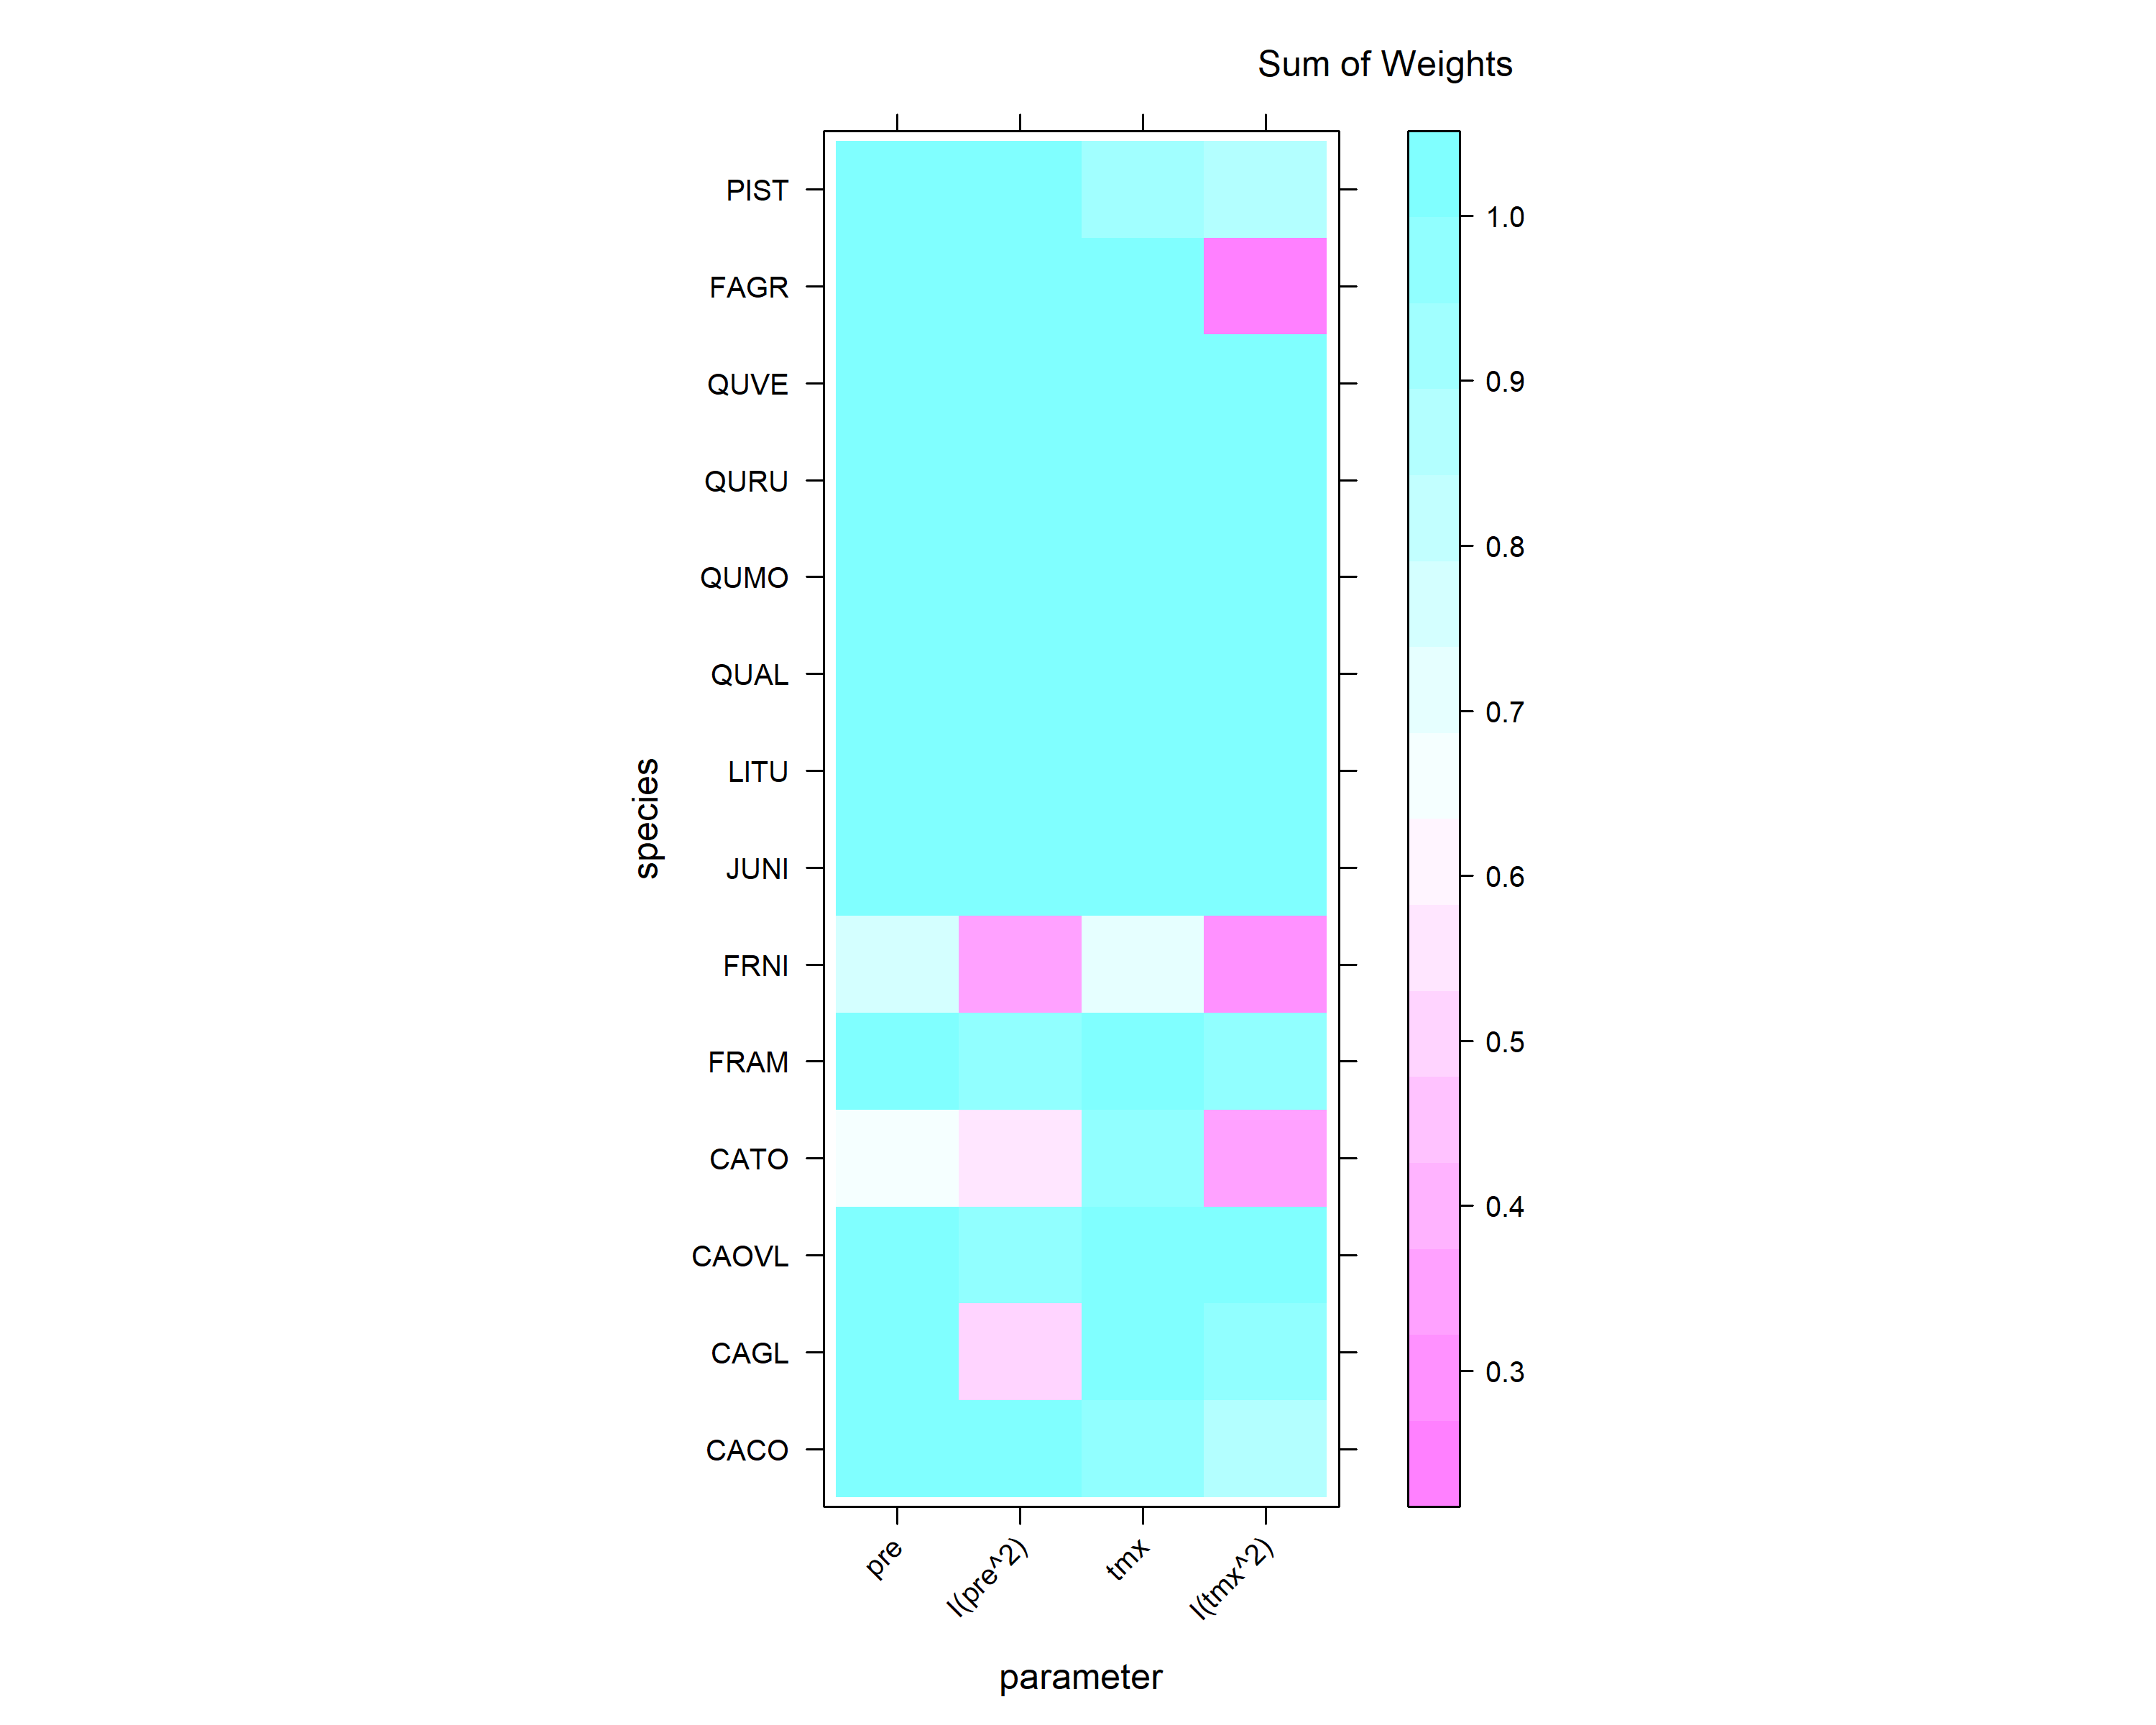 Sum of Weights
PIST
FAGR
QUVE
QURU
QUMO
QUAL
LITU
JUNI
FRNI
FRAM
CATO
CAOVL
CAGL
CACO
species
1.0
0.9
0.8
0.7
0.6
0.5
0.4
0.3
pre
I(pre^2)
tmx
I(tmx^2)
parameter